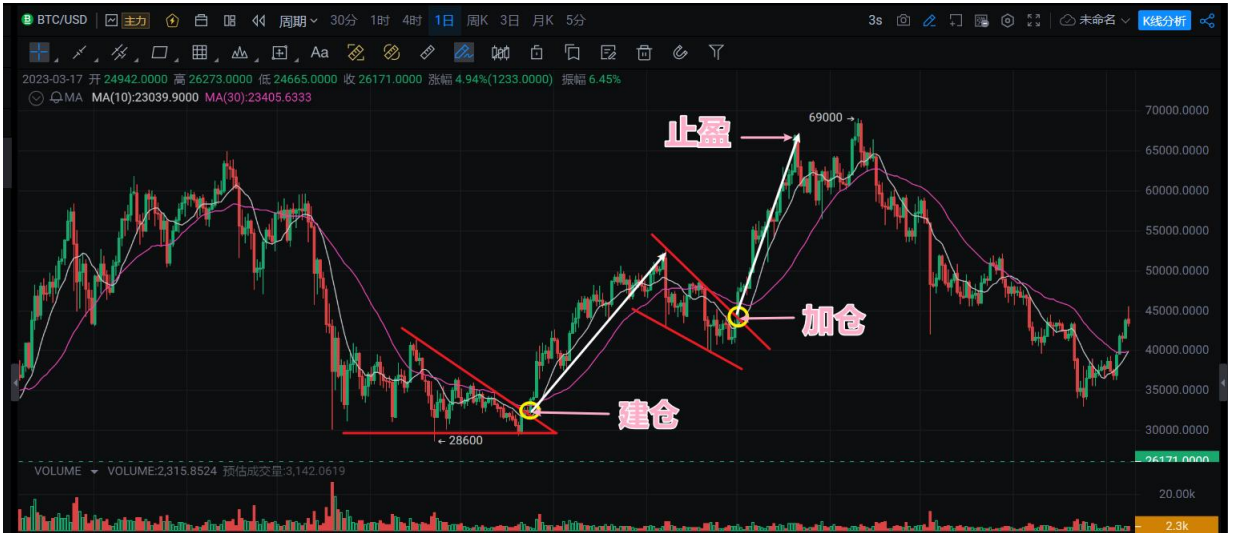 BTC/USD 主力 周期 30分 1时 4时 1日 周K 3日 月K 5分 3s 未命名 K线分析
Aa
2023-03-17 开 24942.0000 高 26273.0000 低 24665.0000 收 26171.0000 涨幅 4.94%(1233.0000) 振幅 6.45%
MA MA(10):23039.9000 MA(30):23405.6333
70000.0000
69000
止盈
65000.0000
60000.0000
55000.0000
50000.0000
45000.0000
加仓
40000.0000
35000.0000
建仓
30000.0000
28600
26171.0000
VOLUME VOLUME:2,315.8524 预估成交量:3,142.0619
20.00k
2.3k